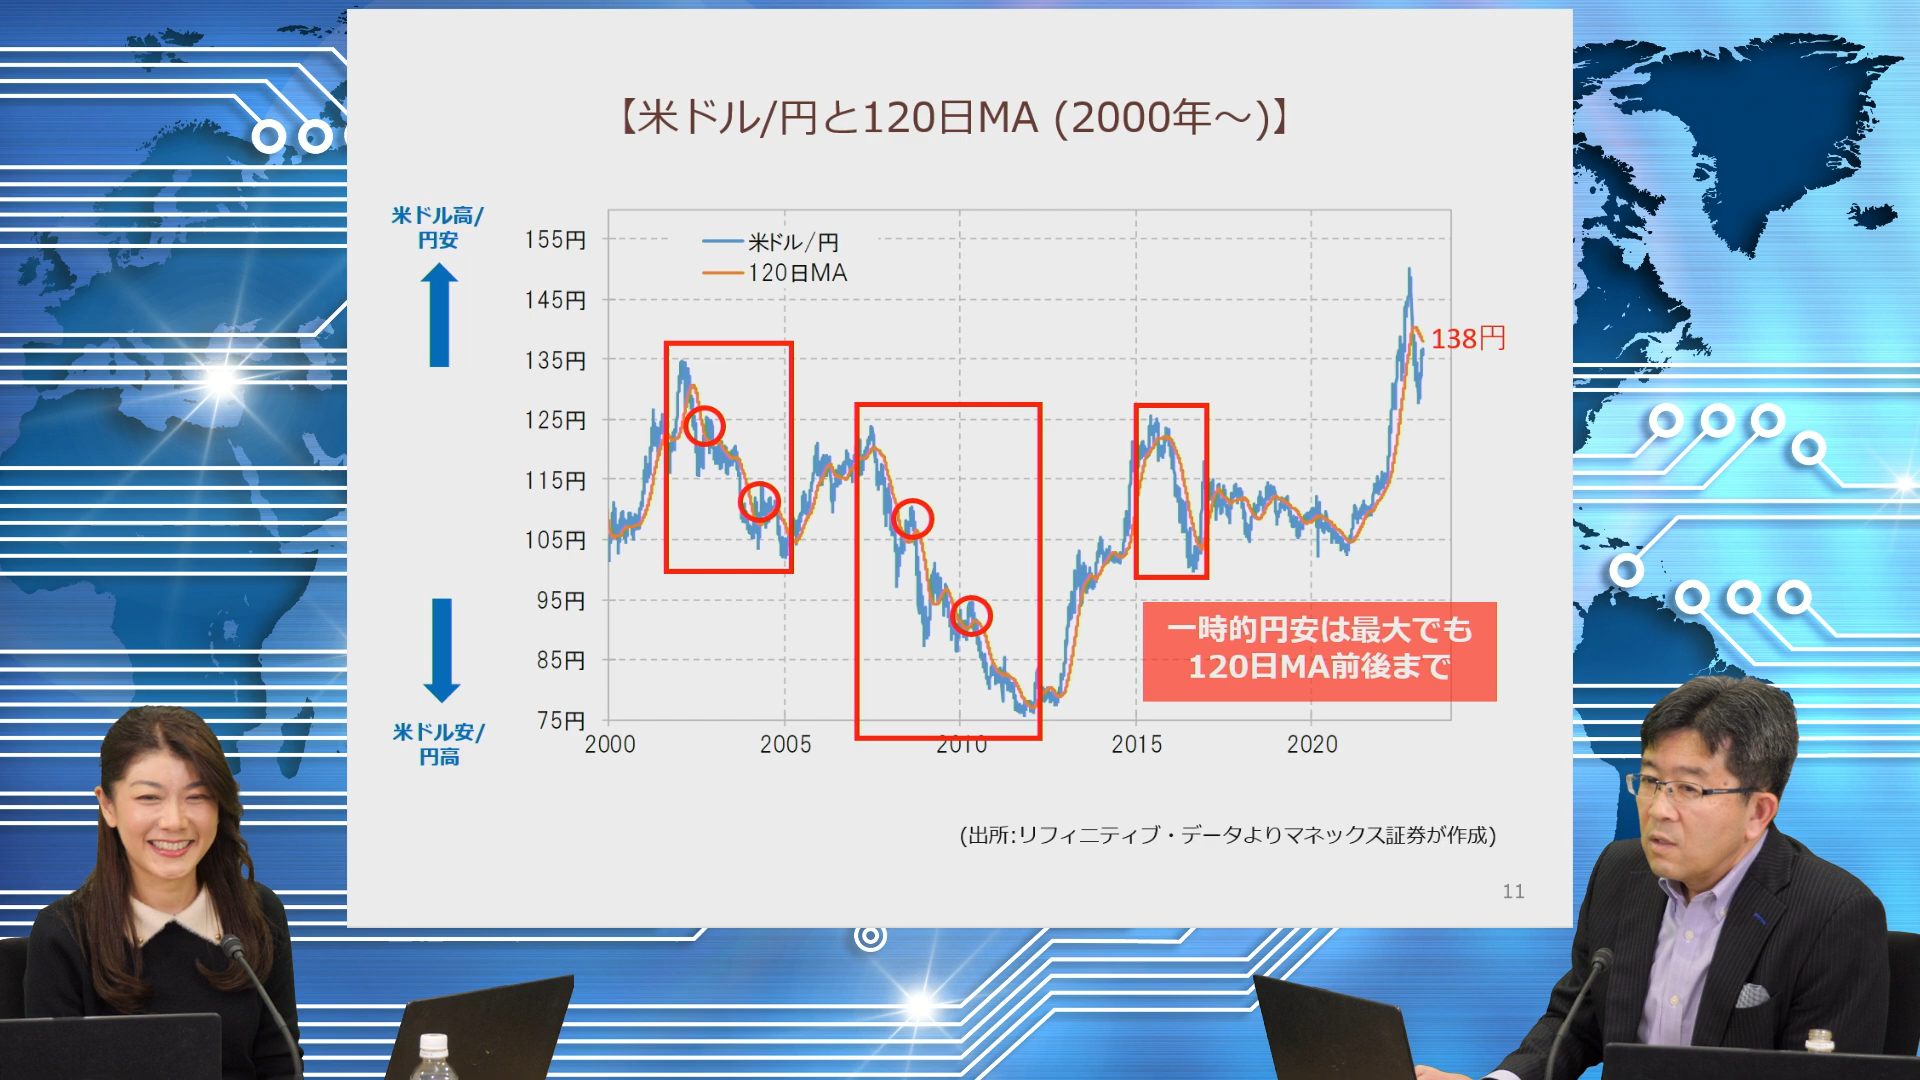 【米ドル/円と120日MA (2000年～)】
米ドル高/
円安
155円
145円
135円
125円
115円
105円
95円
85円
75円
米ドル/円
120日MA
138円
一時的円安は最大でも
120日MA前後まで
米ドル安/
円高
2000
2005
2010
2015
2020
(出所:リフィニティブ・データよりマネックス証券が作成)
11